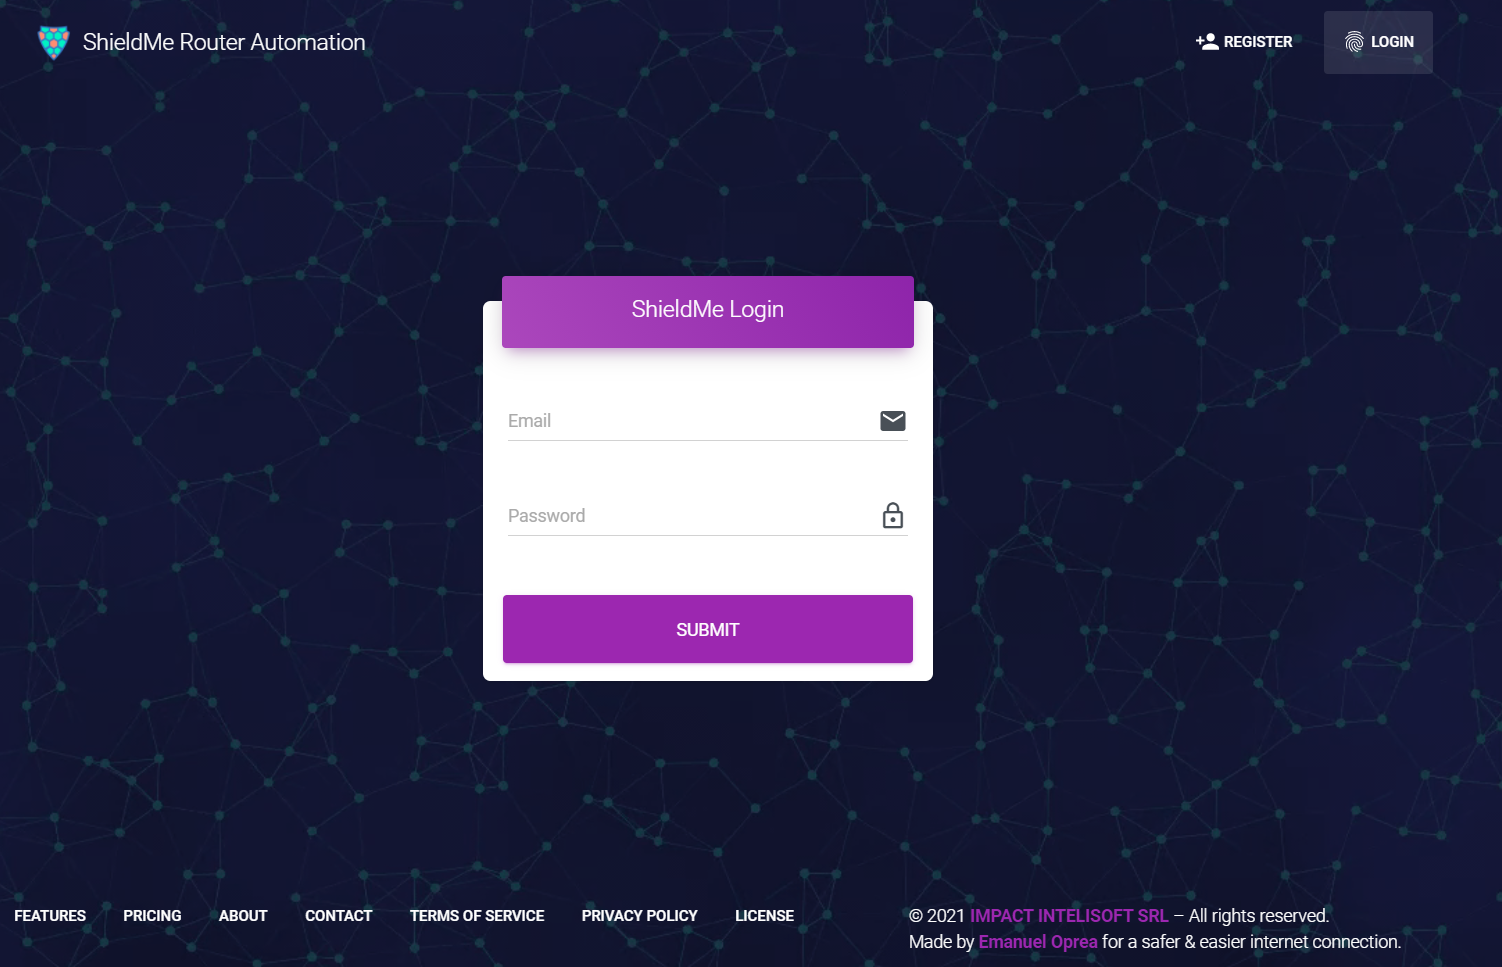 ShieldMe Router Automation
REGISTER
LOGIN
ShieldMe Login
Email
Password
SUBMIT
FEATURES PRICING ABOUT CONTACT TERMS OF SERVICE PRIVACY POLICY LICENSE
© 2021 IMPACT INTELISOFT SRL – All rights reserved.
Made by Emanuel Oprea for a safer & easier internet connection.